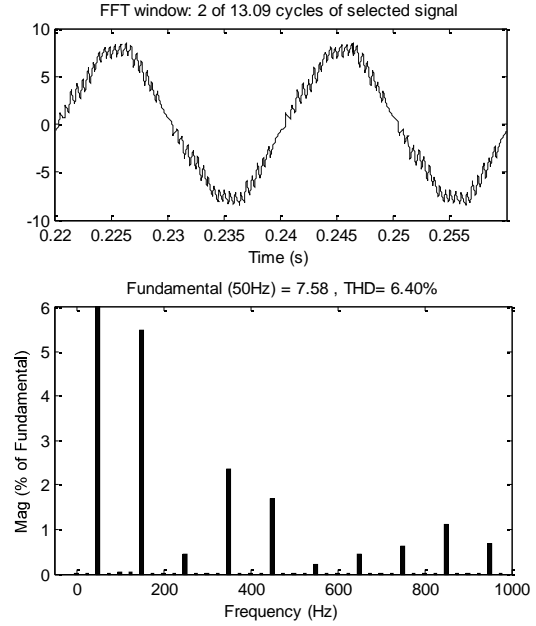 FFT window: 2 of 13.09 cycles of selected signal
10
5
0
-5
-10
0.22 0.225 0.23 0.235 0.24 0.245 0.25 0.255
Time (s)
Fundamental (50Hz) = 7.58 , THD= 6.40%
Mag (% of Fundamental)
6
5
4
3
2
1
0
0 200 400 600 800 1000
Frequency (Hz)